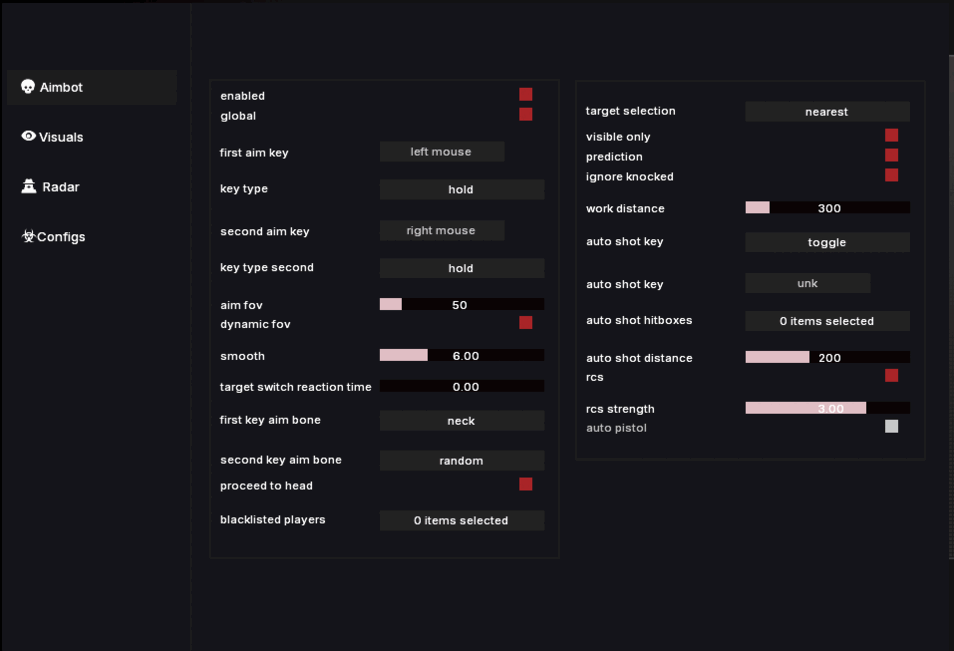 Aimbot
Visuals
Radar
Configs
enabled
global
first aim key left mouse
key type hold
second aim key right mouse
key type second hold
aim fov 50
dynamic fov
smooth 6.00
target switch reaction time 0.00
first key aim bone neck
second key aim bone random
proceed to head
blacklisted players 0 items selected
target selection nearest
visible only
prediction
ignore knocked
work distance 300
auto shot key toggle
auto shot key unk
auto shot hitboxes 0 items selected
auto shot distance 200
rcs
rcs strength 3.00
auto pistol